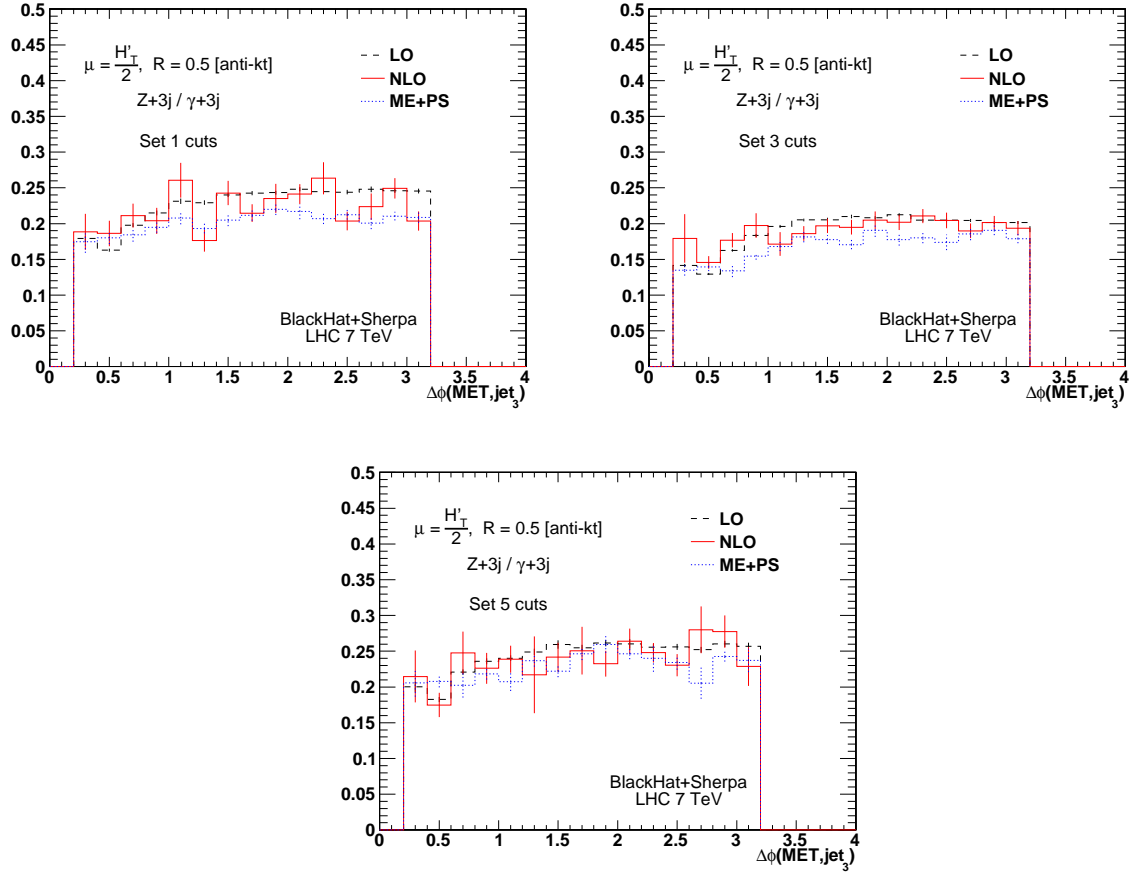 0.5
0.45
0.4
0.35
0.3
0.25
0.2
0.15
0.1
0.05
0
μ = H'_T / 2, R = 0.5 [anti-kt]
Z+3j / γ+3j
Set 1 cuts
LO
NLO
ME+PS
BlackHat+Sherpa
LHC 7 TeV
0 0.5 1 1.5 2 2.5 3 3.5 4
Δϕ(MET,jet_3)
0.5
0.45
0.4
0.35
0.3
0.25
0.2
0.15
0.1
0.05
0
μ = H'_T / 2, R = 0.5 [anti-kt]
Z+3j / γ+3j
Set 3 cuts
LO
NLO
ME+PS
BlackHat+Sherpa
LHC 7 TeV
0 0.5 1 1.5 2 2.5 3 3.5 4
Δϕ(MET,jet_3)
0.5
0.45
0.4
0.35
0.3
0.25
0.2
0.15
0.1
0.05
0
μ = H'_T / 2, R = 0.5 [anti-kt]
Z+3j / γ+3j
Set 5 cuts
LO
NLO
ME+PS
BlackHat+Sherpa
LHC 7 TeV
0 0.5 1 1.5 2 2.5 3 3.5 4
Δϕ(MET,jet_3)